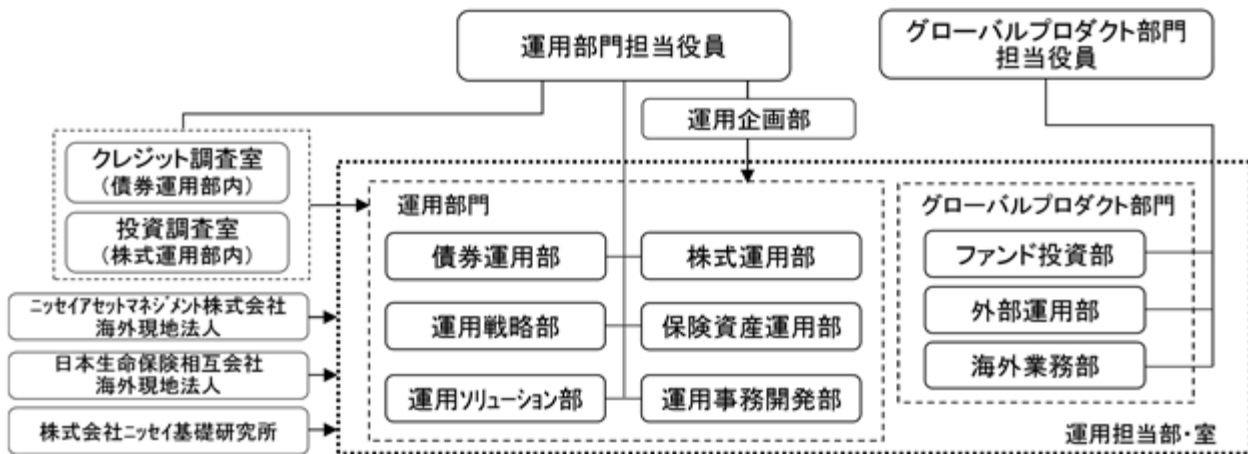 運用部門担当役員
グローバルプロダクト部門
担当役員
運用企画部
クレジット調査室
（債券運用部内）
投資調査室
（株式運用部内）
ニッセイアセットマネジメント株式会社
海外現地法人
日本生命保険相互会社
海外現地法人
株式会社ニッセイ基礎研究所
運用部門
債券運用部
株式運用部
運用戦略部
保険資産運用部
運用ソリューション部
運用事務開発部
グローバルプロダクト部門
ファンド投資部
外部運用部
海外業務部
運用担当部・室